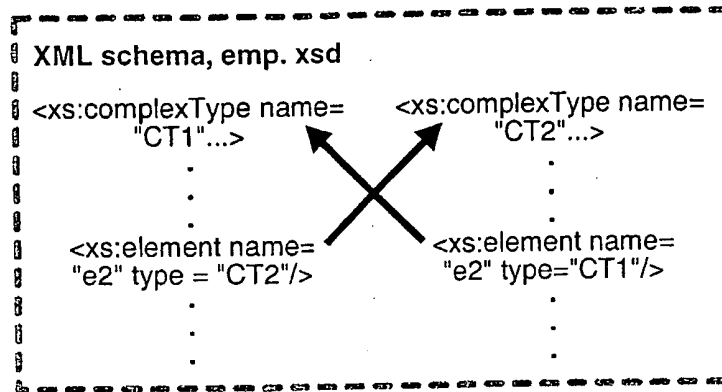 XML schema, emp. xsd
<xs:complexType name=
"CT1"...>
<xs:element name=
"e2" type = "CT2"/>
<xs:complexType name=
"CT2"...>
<xs:element name=
"e2" type="CT1"/>